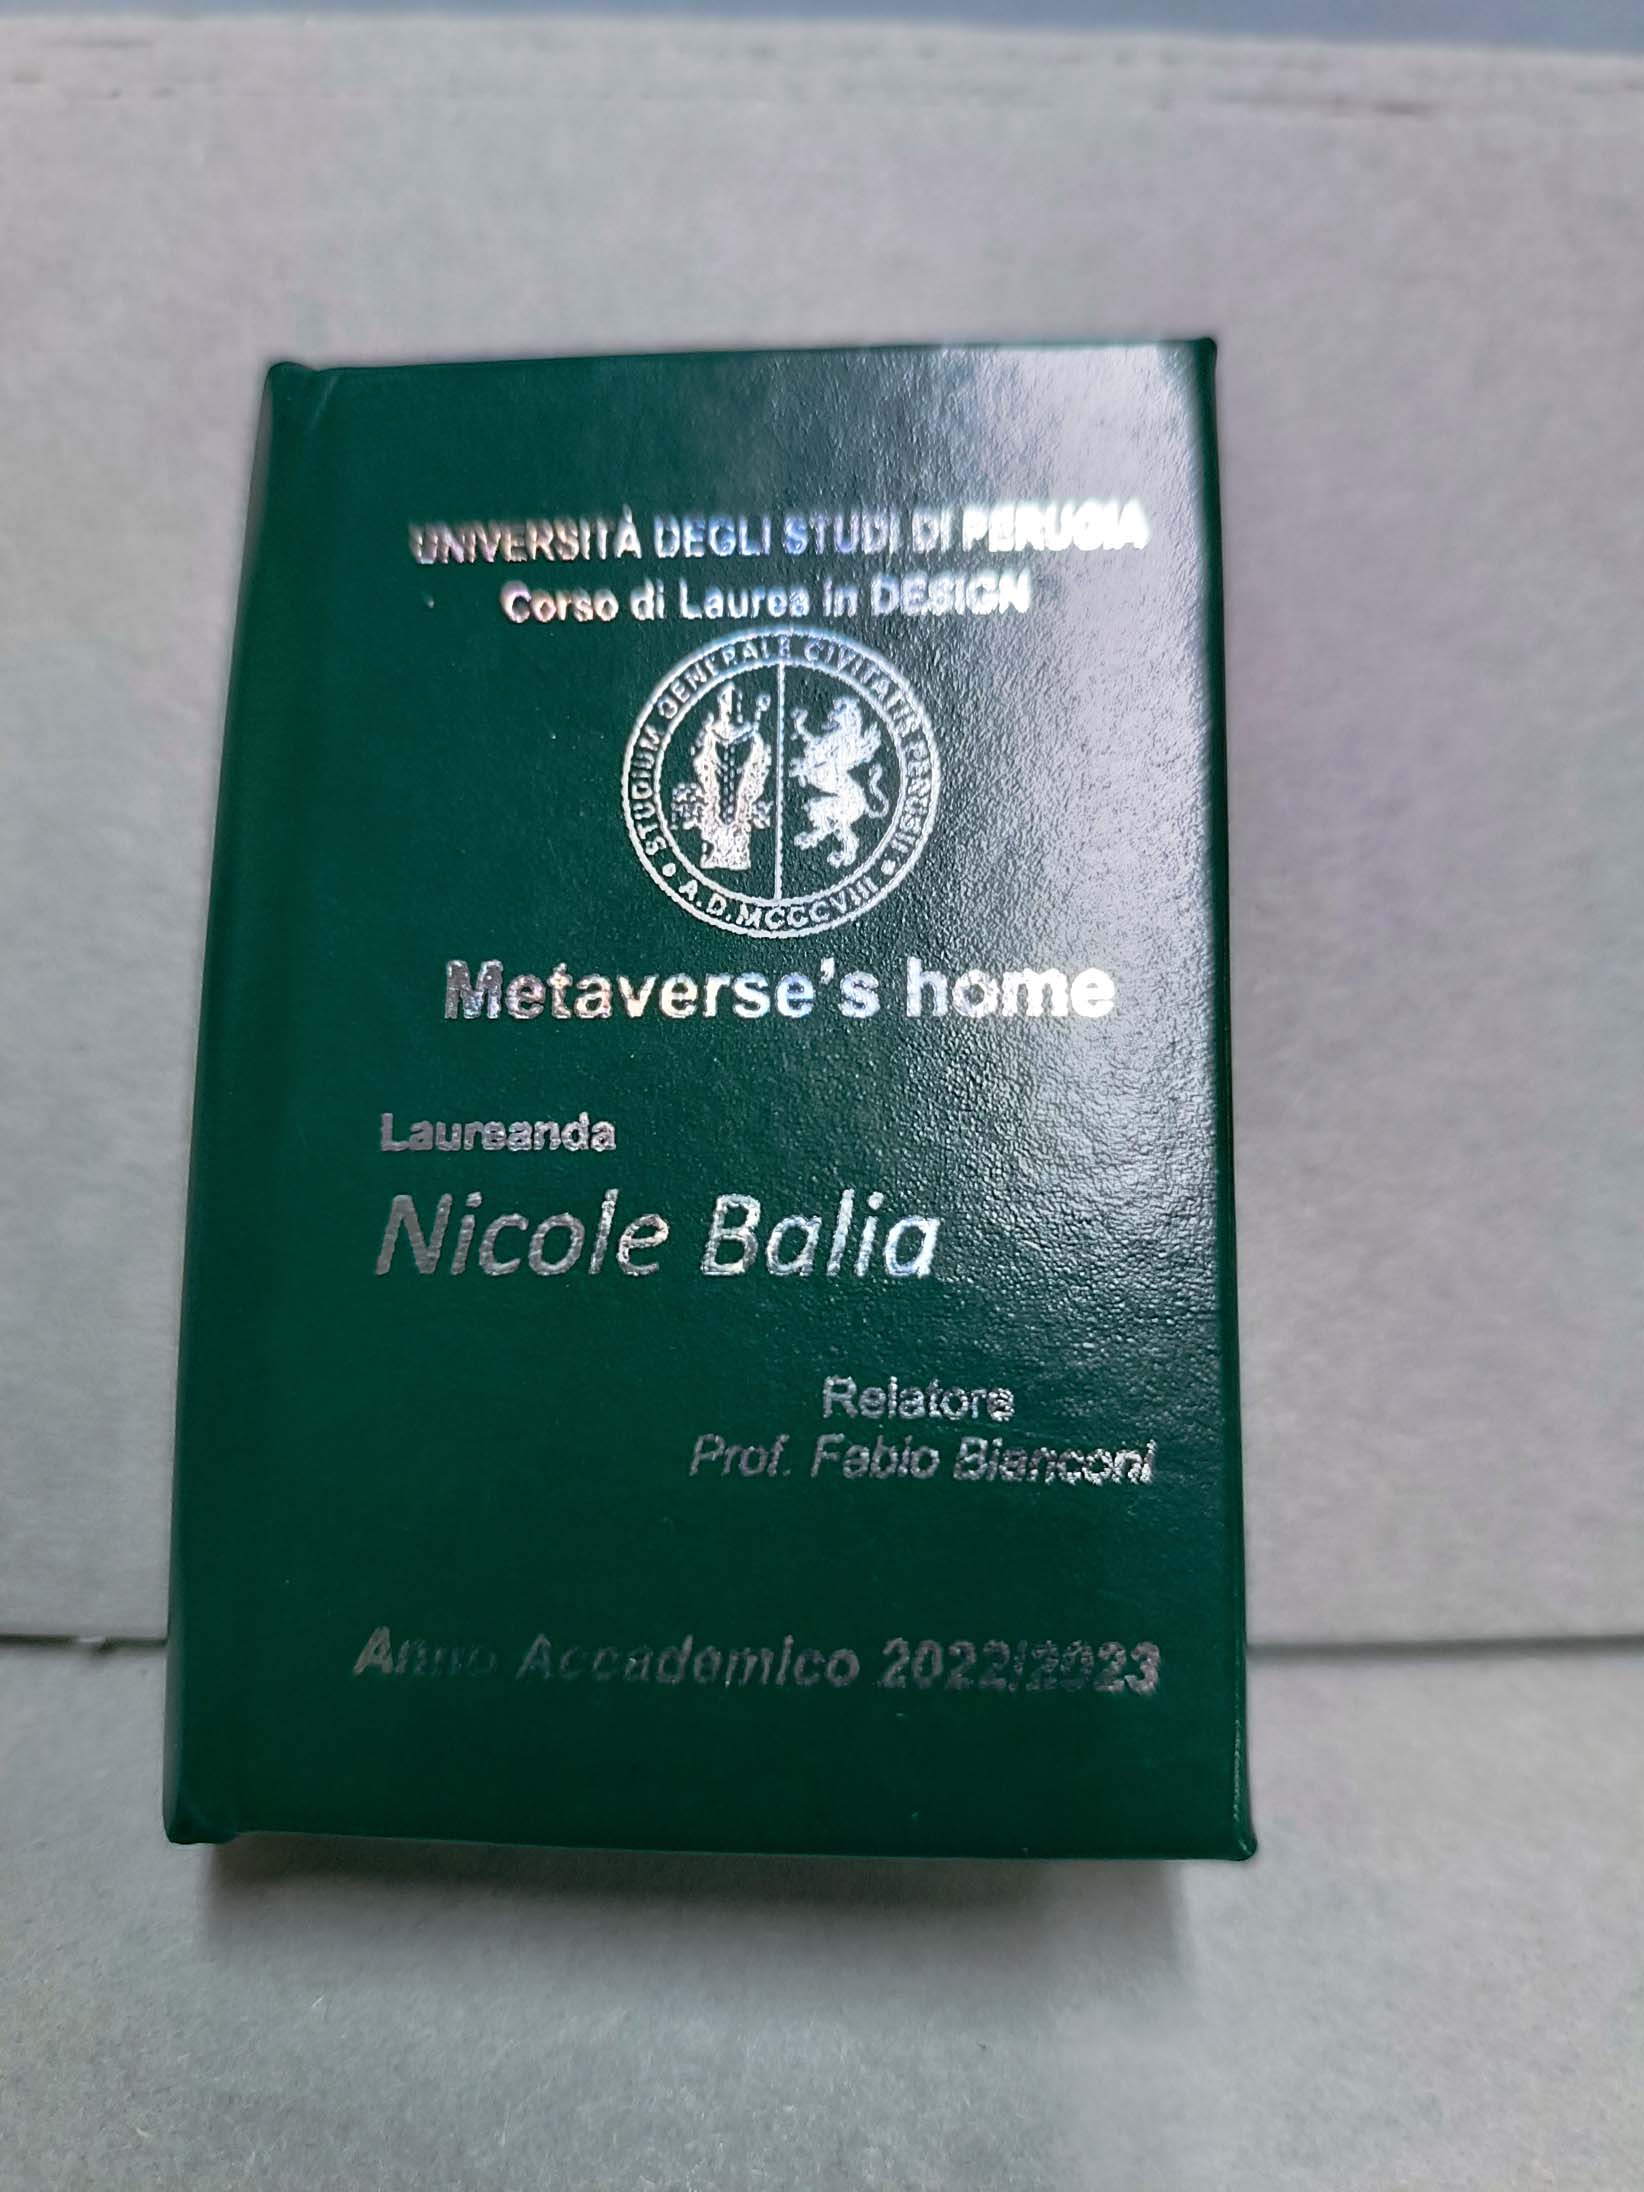 UNIVERSITÀ DEGLI STUDI DI PERUGIA
Corso di Laurea in DESIGN
STUDIUM GENERALE CIVITATIS PERUSII
A.D. MCCCVIII
Metaverse's home
Laureanda
Nicole Balia
Relatore
Prof. Fabio Bianconi
Anno Accademico 2022/2023